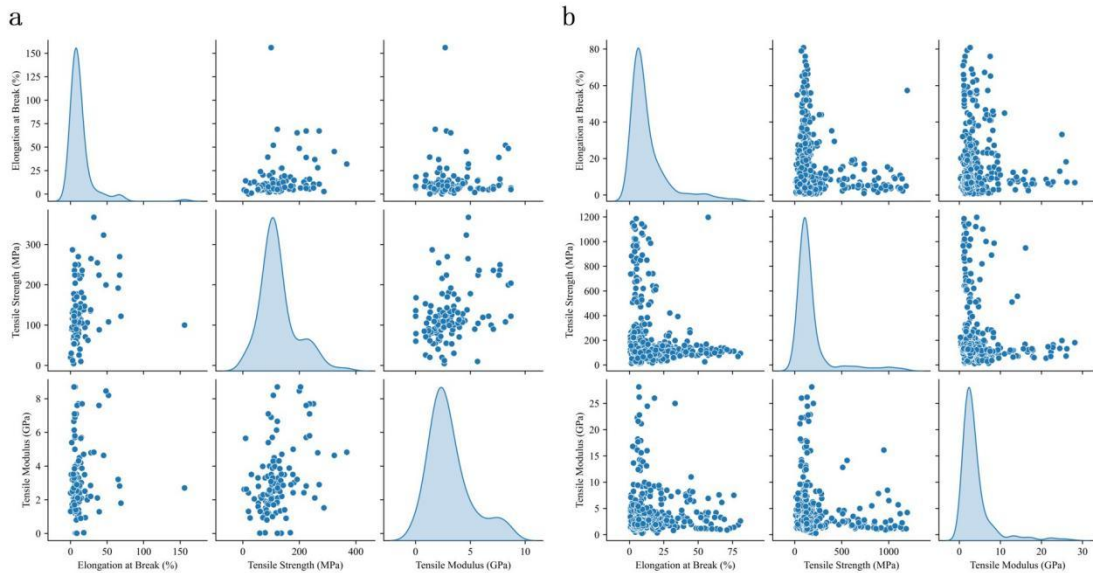 a
Elongation at Break (%)
150
125
100
75
50
25
0
Tensile Strength (MPa)
300
200
100
0
Tensile Modulus (GPa)
8
6
4
2
0
0 50 100 150
Elongation at Break (%)
0 200 400
Tensile Strength (MPa)
0 5 10
Tensile Modulus (GPa)
b
Elongation at Break (%)
80
60
40
20
0
Tensile Strength (MPa)
1200
1000
800
600
400
200
0
Tensile Modulus (GPa)
25
20
15
10
5
0
0 25 50 75
Elongation at Break (%)
0 500 1000
Tensile Strength (MPa)
0 10 20 30
Tensile Modulus (GPa)